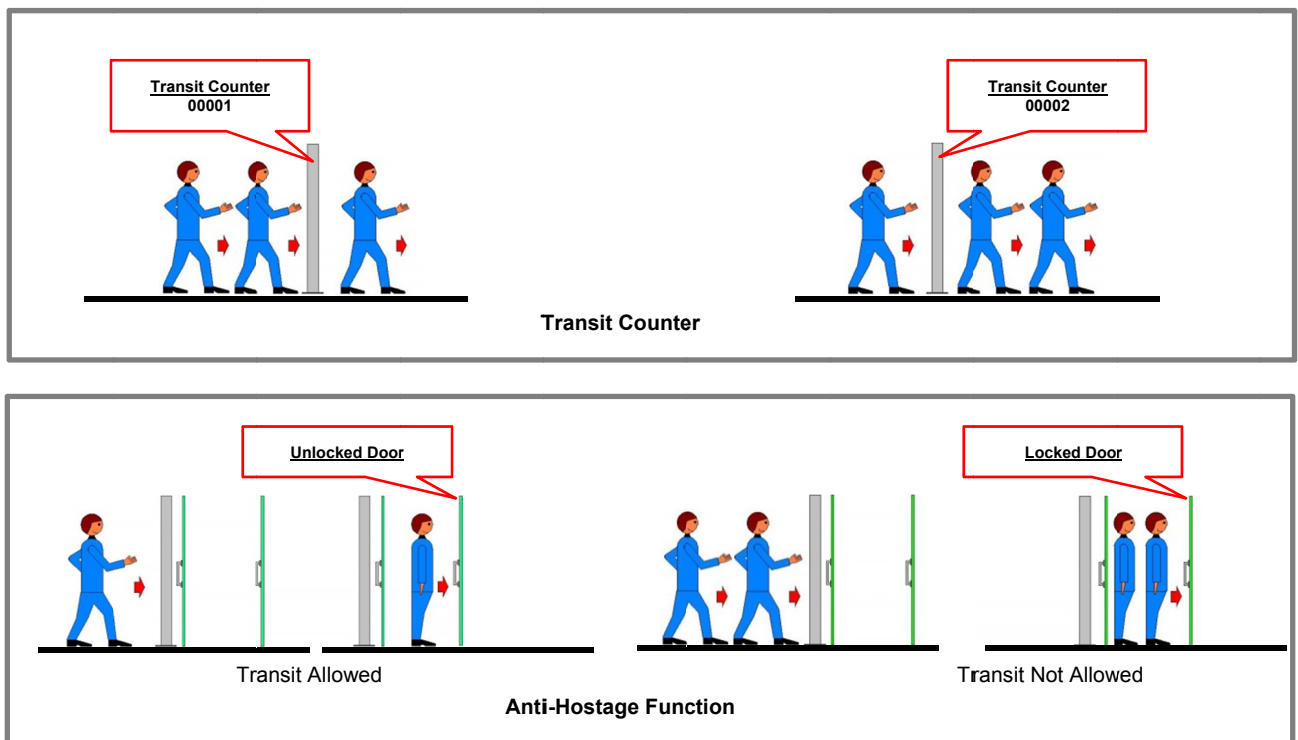 Transit Counter
00001
Transit Counter
00002
Transit Counter
Unlocked Door
Locked Door
Transit Allowed
Transit Not Allowed
Anti-Hostage Function